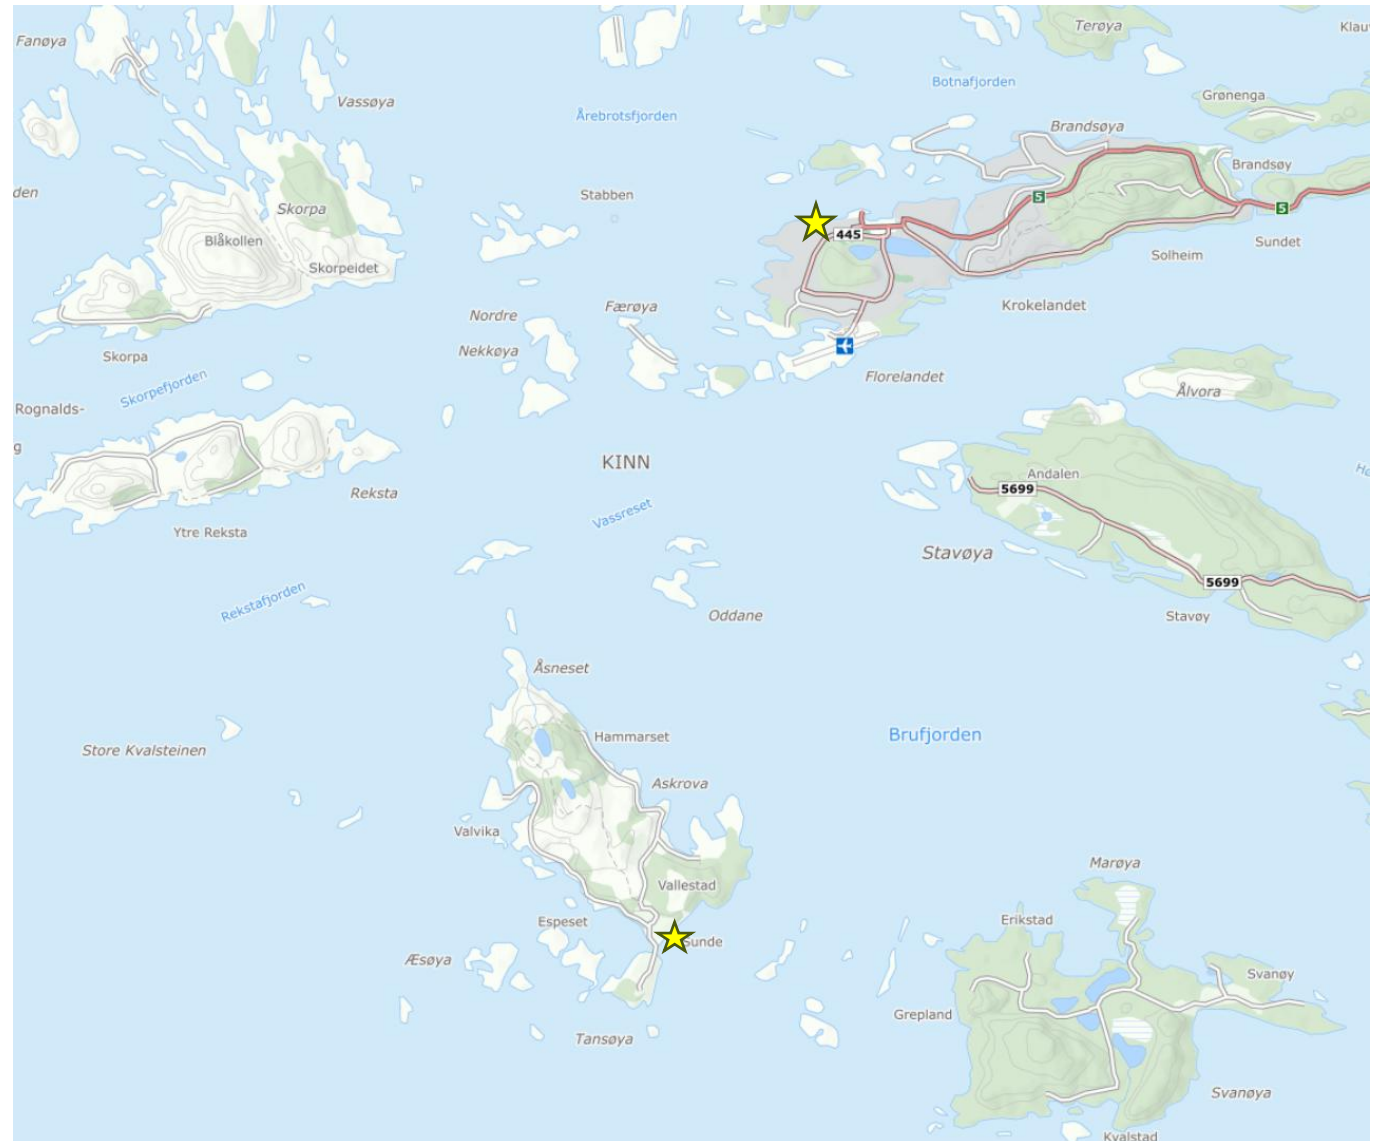 Terøya
Klau
Fanøya
Botnafjorden
Grønenga
Vassøya
Årebrotsfjorden
Brandsøya
Brandsøy
den
Stabben
5
Skorpa
5
445
Blåkollen
Sundet
Solheim
Skorpeidet
Færøya
Krokelandet
Nordre
Nekkøya
Skorpa
Florelandet
Skorpefjorden
Ålvora
Rognalds-
g
KINN
Andalen
5699
Reksta
Vassreset
Ytre Reksta
Stavøya
5699
Rekstafjorden
Oddane
Stavøy
Åsneset
Hammarset
Brufjorden
Store Kvalsteinen
Askrova
Valvika
Marøya
Vallestad
Erikstad
Espeset
Sunde
Æsøya
Svanøy
Grepland
Tansøya
Svanøya
Kvalstad